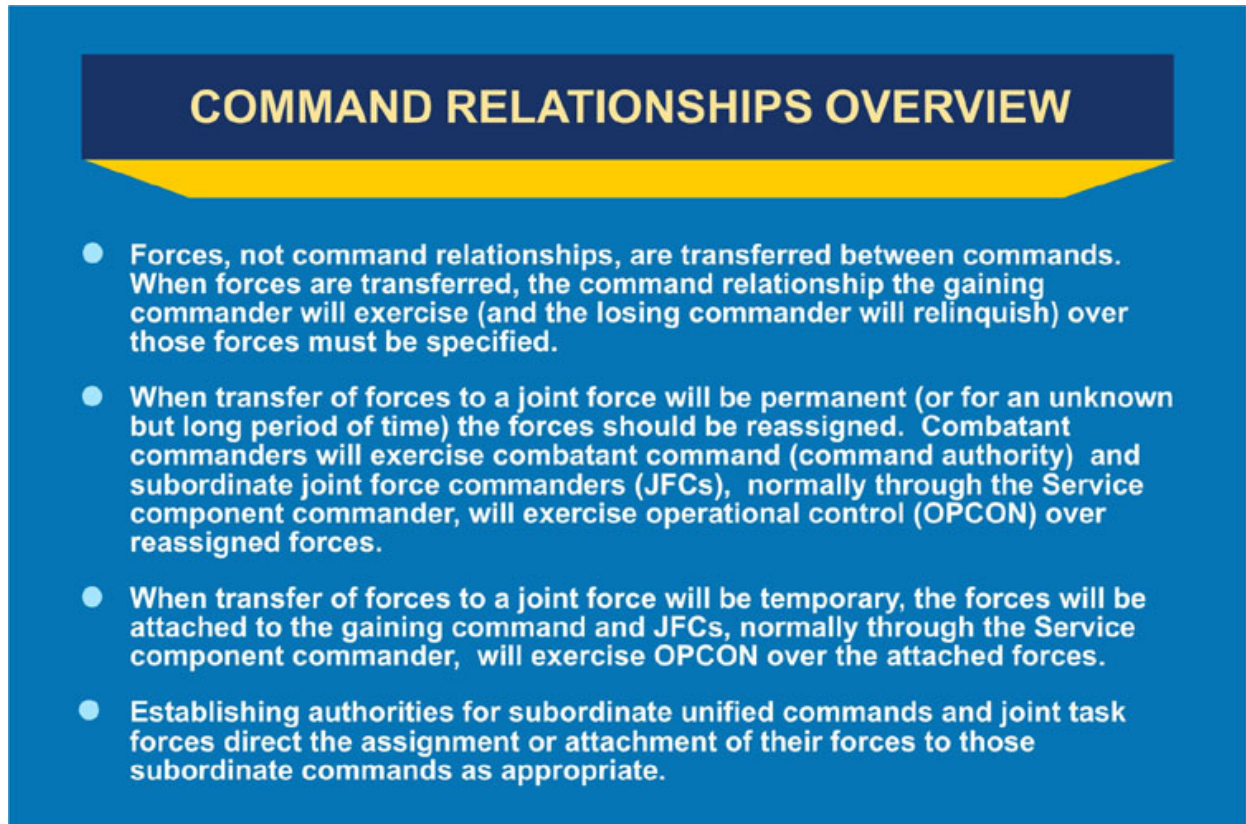 COMMAND RELATIONSHIPS OVERVIEW
Forces, not command relationships, are transferred between commands.
When forces are transferred, the command relationship the gaining
commander will exercise (and the losing commander will relinquish) over
those forces must be specified.
When transfer of forces to a joint force will be permanent (or for an unknown
but long period of time) the forces should be reassigned. Combatant
commanders will exercise combatant command (command authority) and
subordinate joint force commanders (JFCs), normally through the Service
component commander, will exercise operational control (OPCON) over
reassigned forces.
When transfer of forces to a joint force will be temporary, the forces will be
attached to the gaining command and JFCs, normally through the Service
component commander, will exercise OPCON over the attached forces.
Establishing authorities for subordinate unified commands and joint task
forces direct the assignment or attachment of their forces to those
subordinate commands as appropriate.